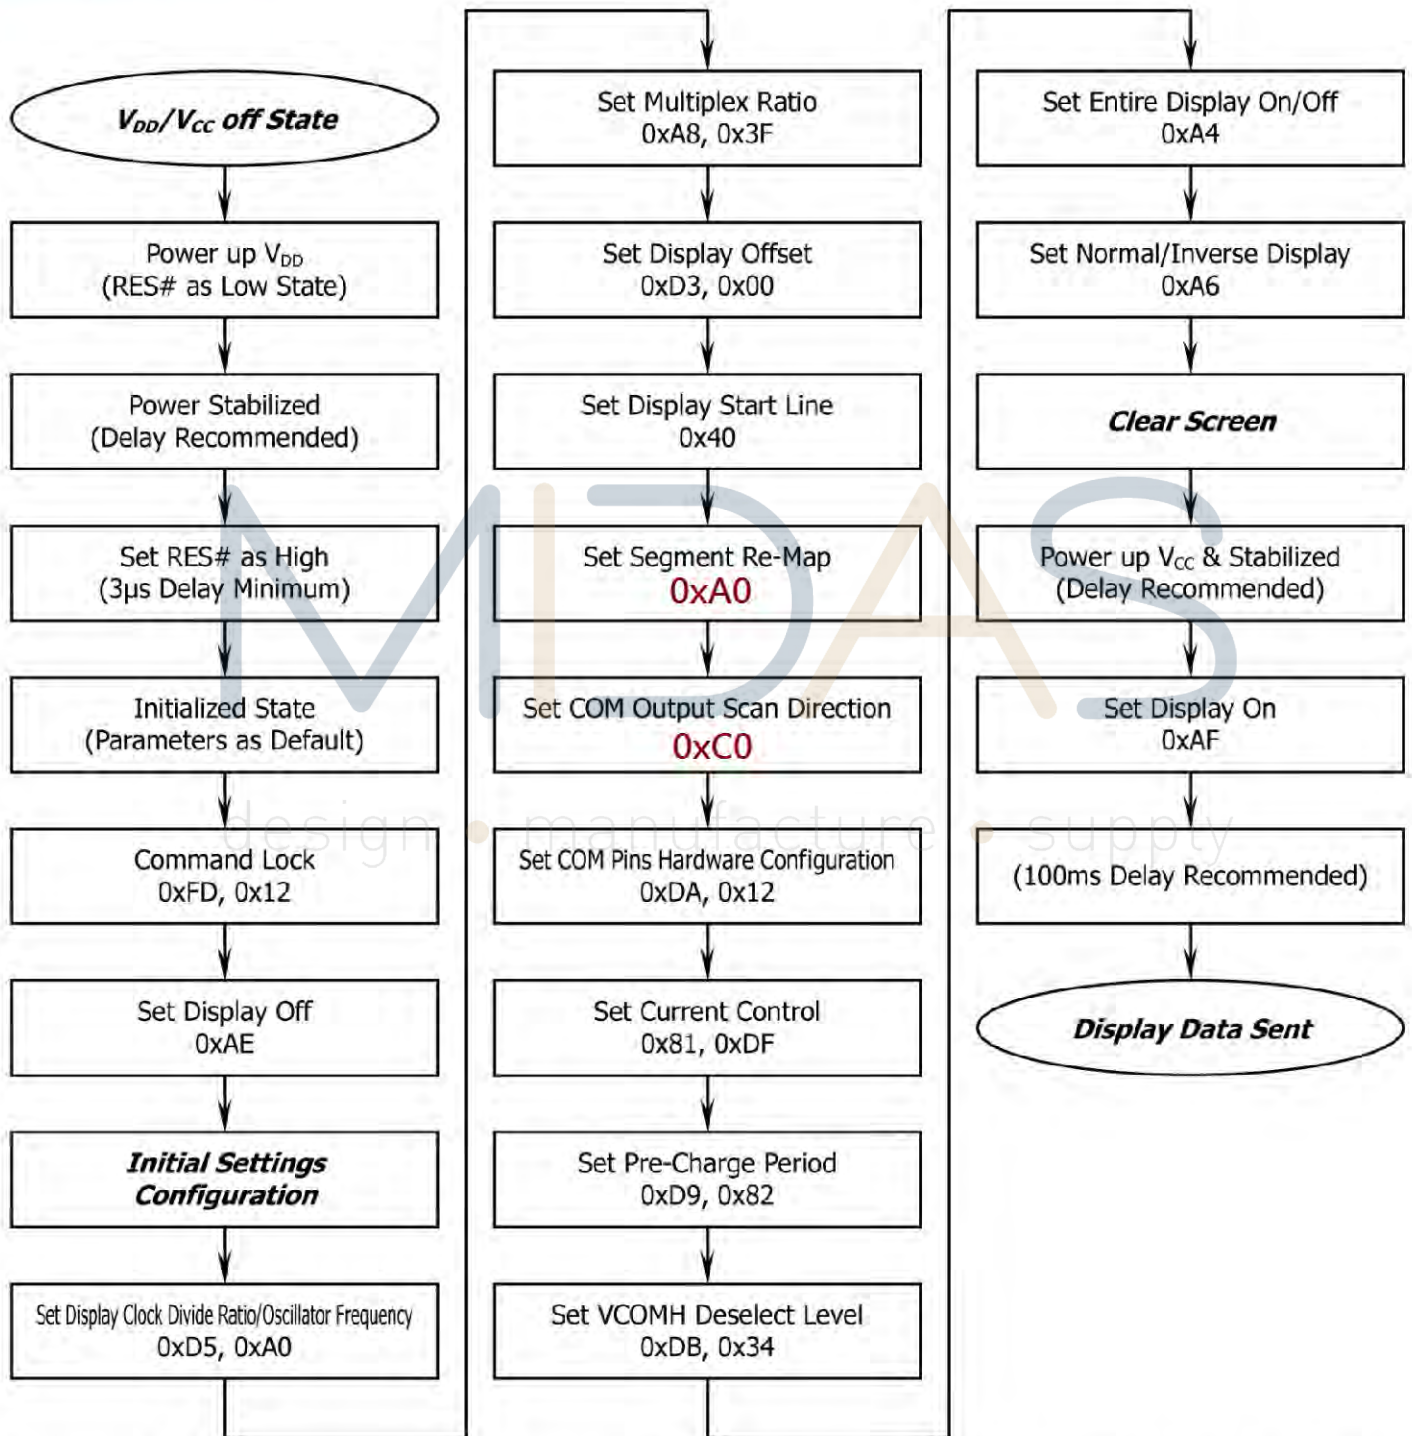 V_DD/V_CC off State
Power up V_DD
(RES# as Low State)
Power Stabilized
(Delay Recommended)
Set RES# as High
(3µs Delay Minimum)
Initialized State
(Parameters as Default)
Command Lock
0xFD, 0x12
Set Display Off
0xAE
Initial Settings
Configuration
Set Display Clock Divide Ratio/Oscillator Frequency
0xD5, 0xA0
Set Multiplex Ratio
0xA8, 0x3F
Set Display Offset
0xD3, 0x00
Set Display Start Line
0x40
Set Segment Re-Map
0xA0
Set COM Output Scan Direction
0xC0
Set COM Pins Hardware Configuration
0xDA, 0x12
Set Current Control
0x81, 0xDF
Set Pre-Charge Period
0xD9, 0x82
Set VCOMH Deselect Level
0xDB, 0x34
Set Entire Display On/Off
0xA4
Set Normal/Inverse Display
0xA6
Clear Screen
Power up V_CC & Stabilized
(Delay Recommended)
Set Display On
0xAF
(100ms Delay Recommended)
Display Data Sent
MIDAS
design • manufacture • supply